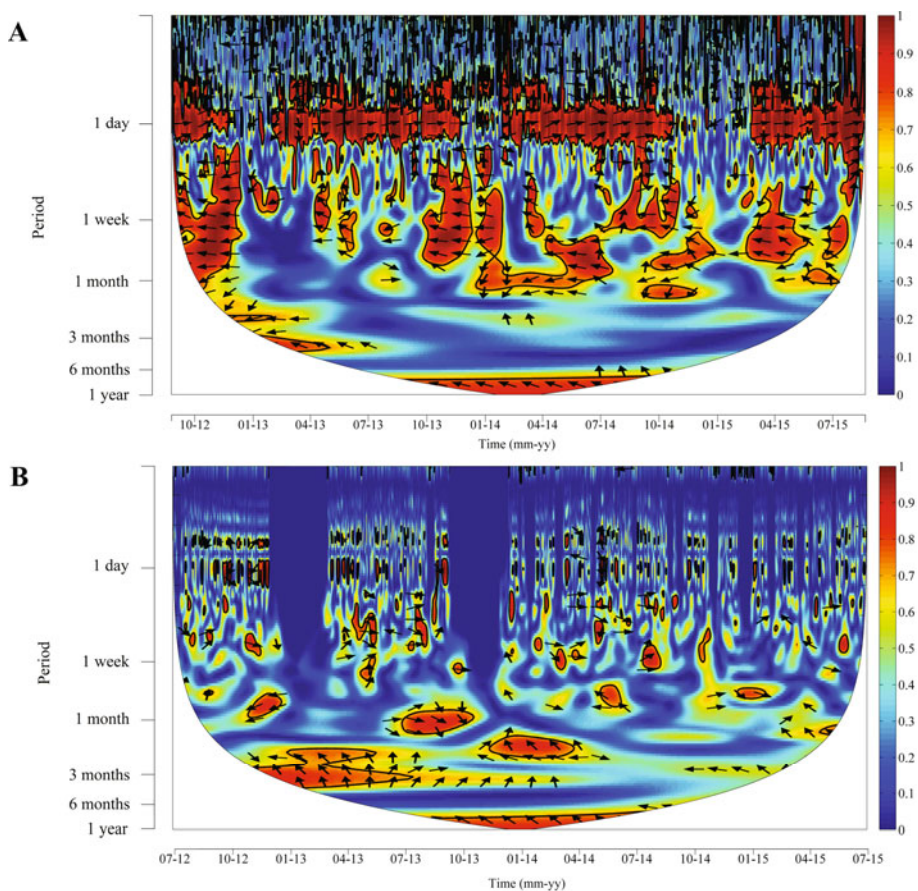 A
1
0.9
0.8
0.7
0.6
0.5
0.4
0.3
0.2
0.1
0
Period
1 day
1 week
1 month
3 months
6 months
1 year
10-12 01-13 04-13 07-13 10-13 01-14 04-14 07-14 10-14 01-15 04-15 07-15
Time (mm-yy)
B
1
0.9
0.8
0.7
0.6
0.5
0.4
0.3
0.2
0.1
0
Period
1 day
1 week
1 month
3 months
6 months
1 year
07-12 10-12 01-13 04-13 07-13 10-13 01-14 04-14 07-14 10-14 01-15 04-15 07-15
Time (mm-yy)